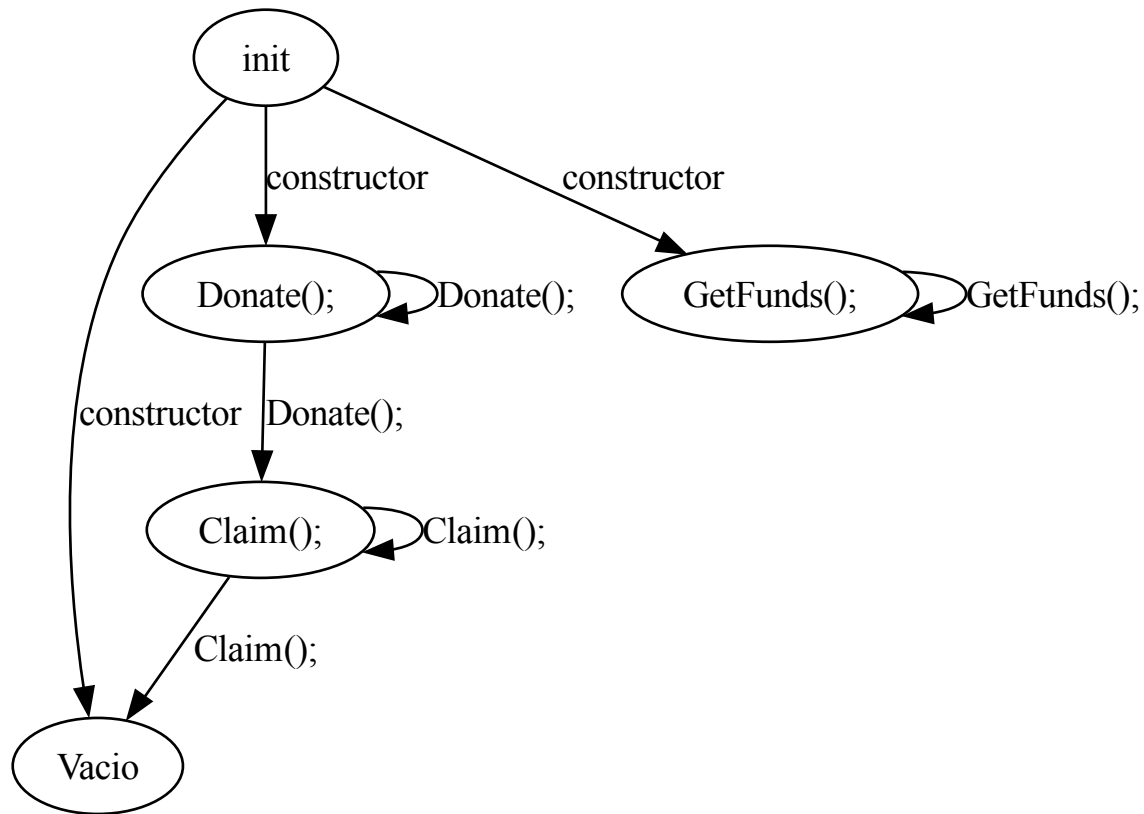 init
constructor
constructor
Donate();
Donate();
GetFunds();
GetFunds();
constructor
Donate();
Claim();
Claim();
Claim();
Vacio